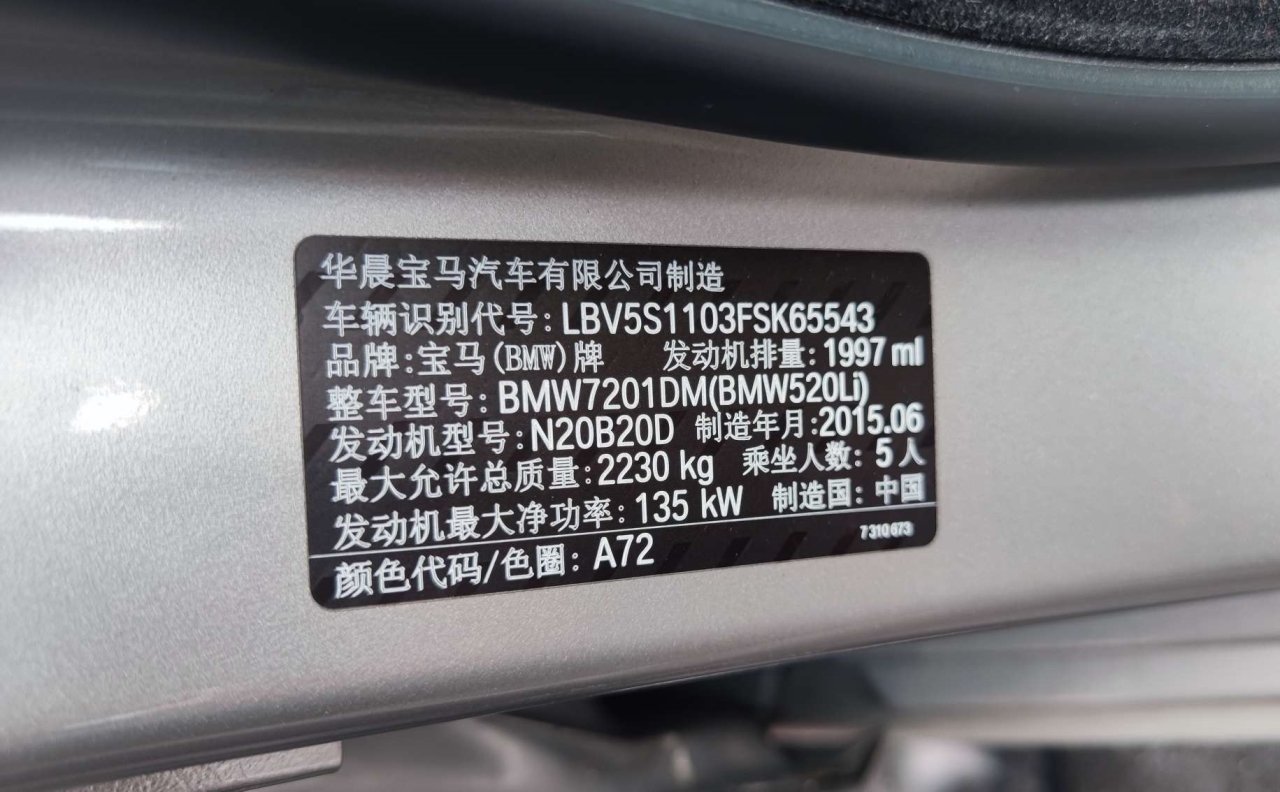 华晨宝马汽车有限公司制造
车辆识别代号:LBV5S1103FSK65543
品牌:宝马(BMW)牌 发动机排量:1997 ml
整车型号:BMW7201DM(BMW520Li)
发动机型号:N20B20D 制造年月:2015.06
最大允许总质量:2230 kg 乘坐人数:5人
发动机最大净功率:135 kW 制造国:中国
7310673
颜色代码/色圈:A72